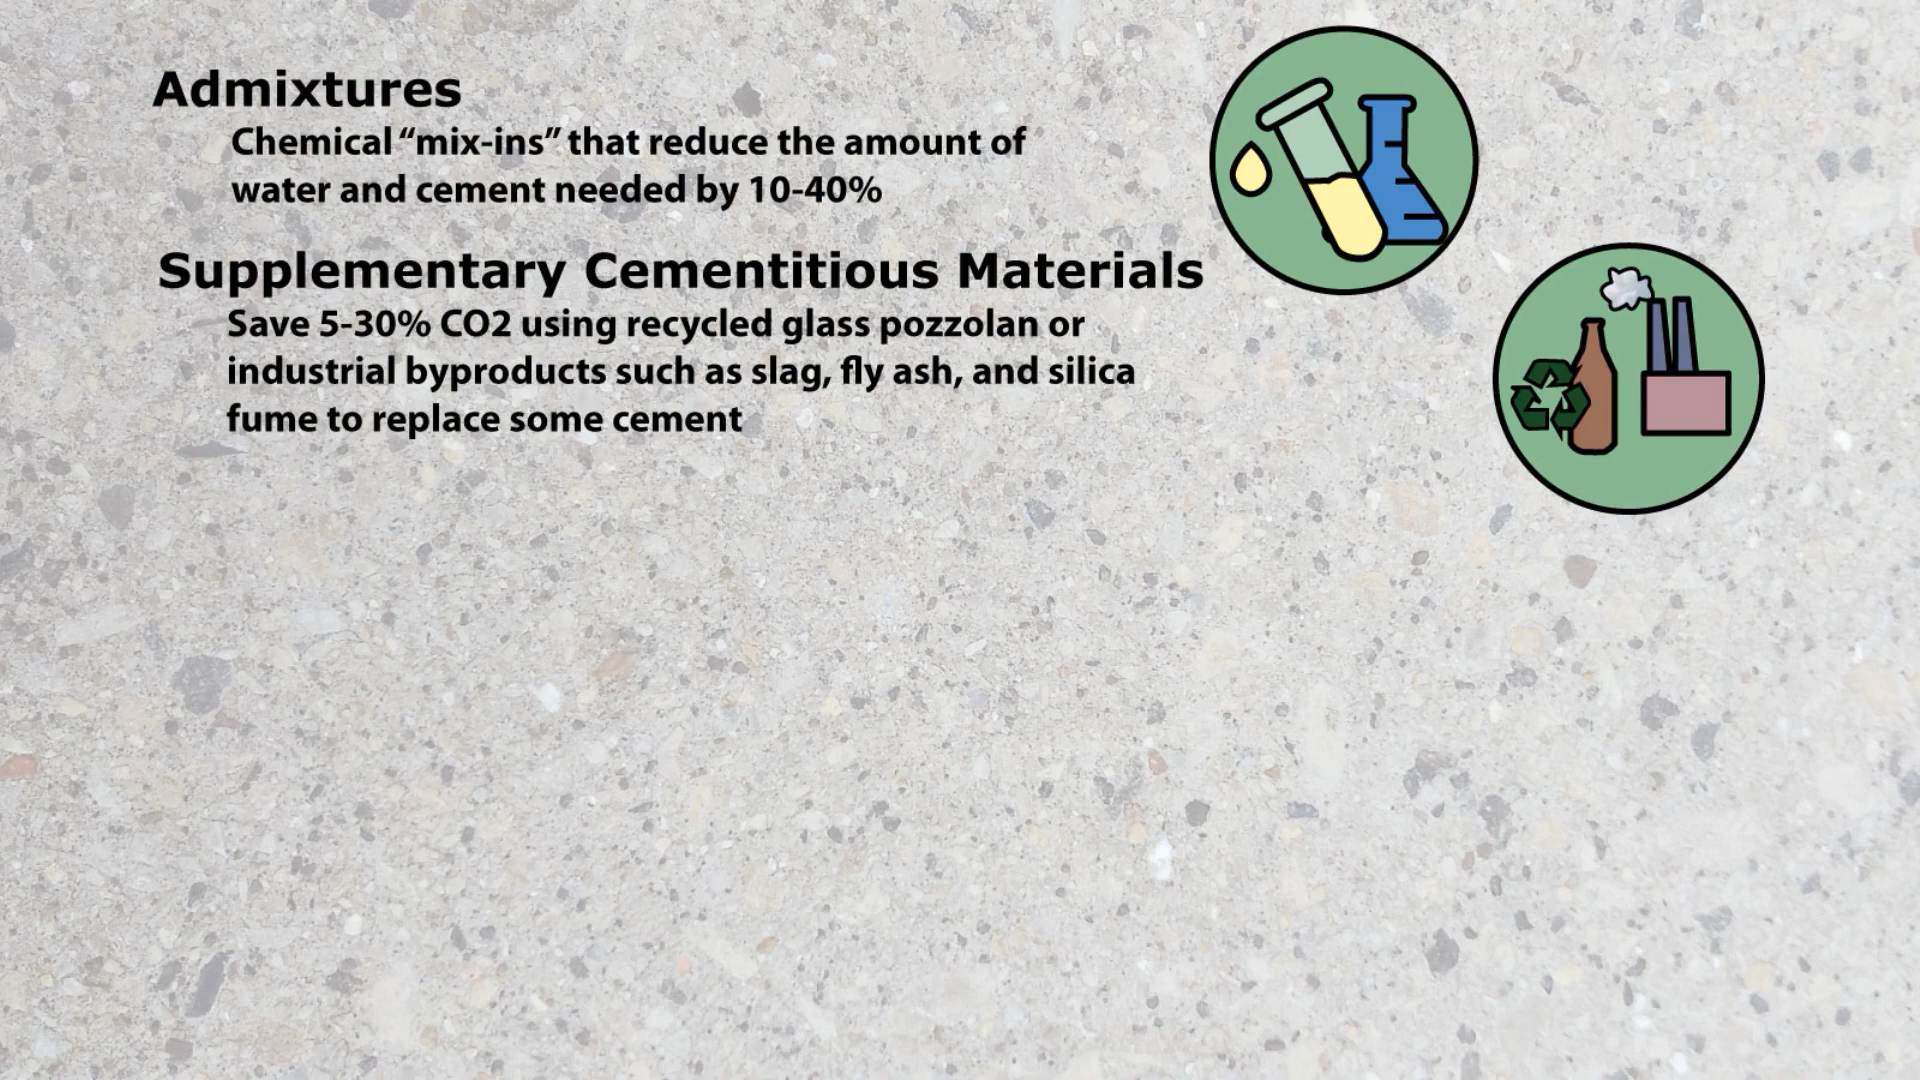 Admixtures
Chemical “mix-ins” that reduce the amount of
water and cement needed by 10-40%
Supplementary Cementitious Materials
Save 5-30% CO2 using recycled glass pozzolan or
industrial byproducts such as slag, fly ash, and silica
fume to replace some cement